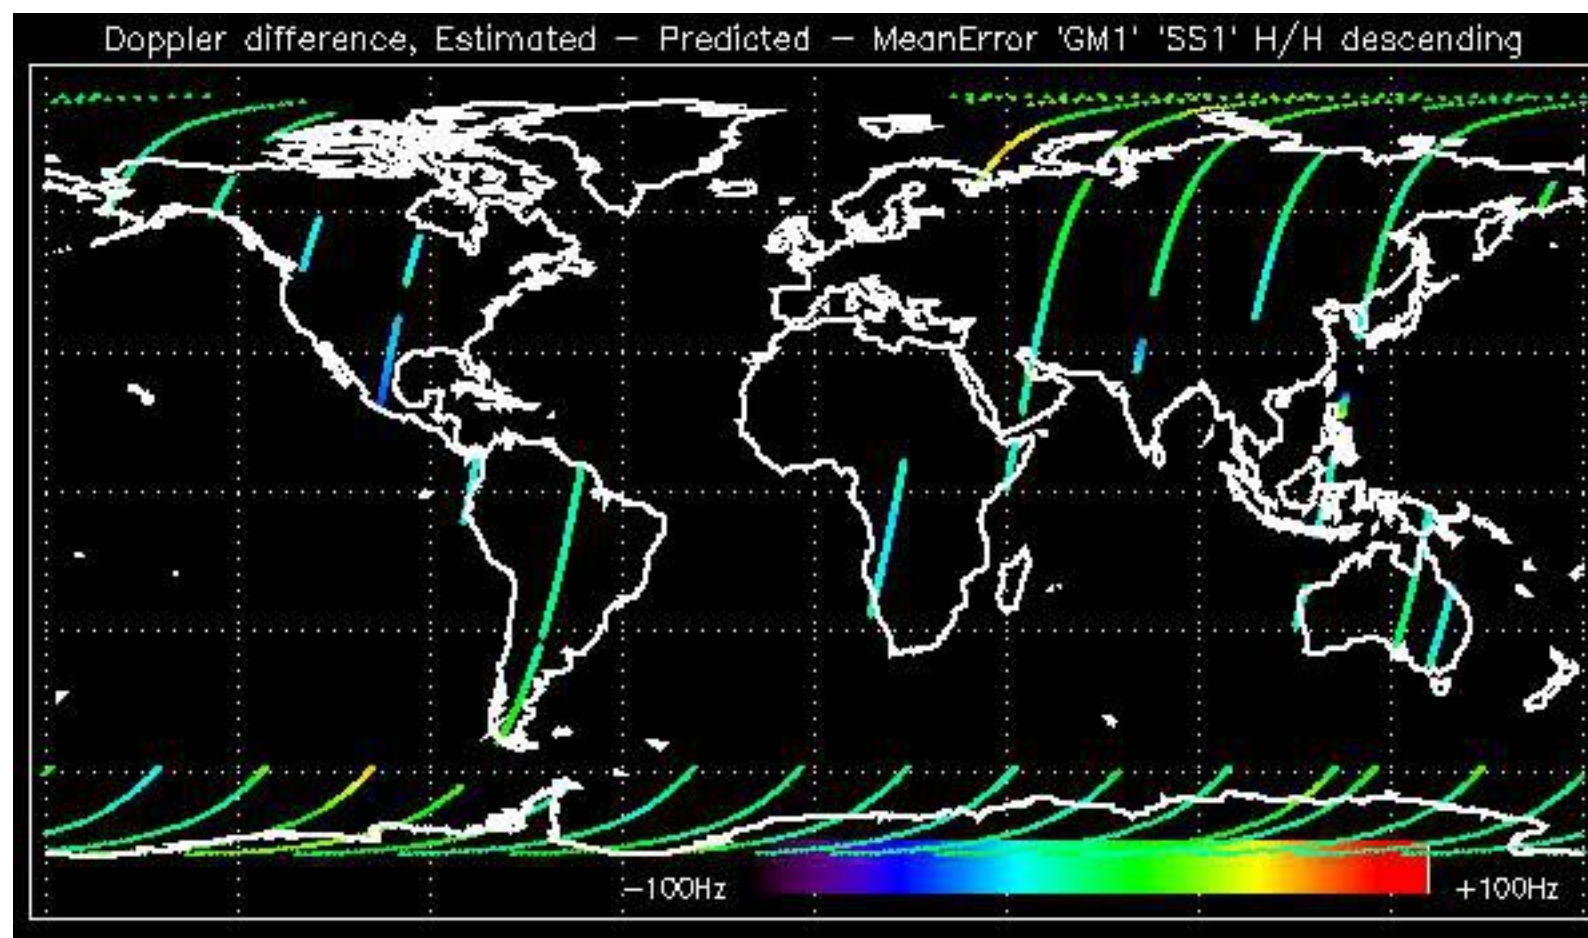 Doppler difference, Estimated – Predicted – MeanError 'GM1' 'SS1' H/H descending
–100Hz +100Hz